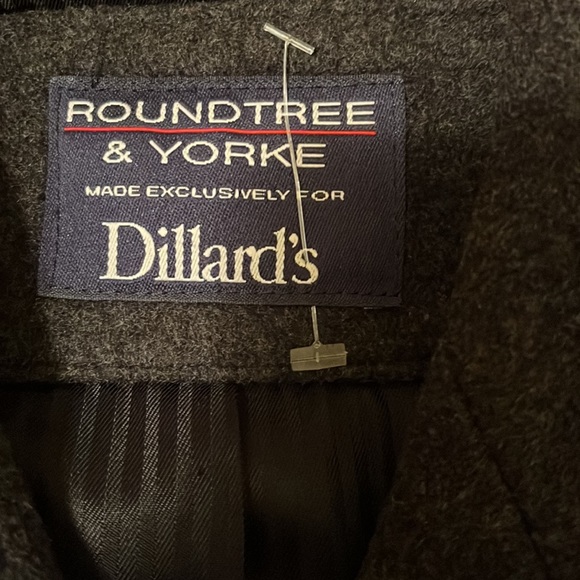 ROUNDTREE
& YORKE
MADE EXCLUSIVELY FOR
Dillard's